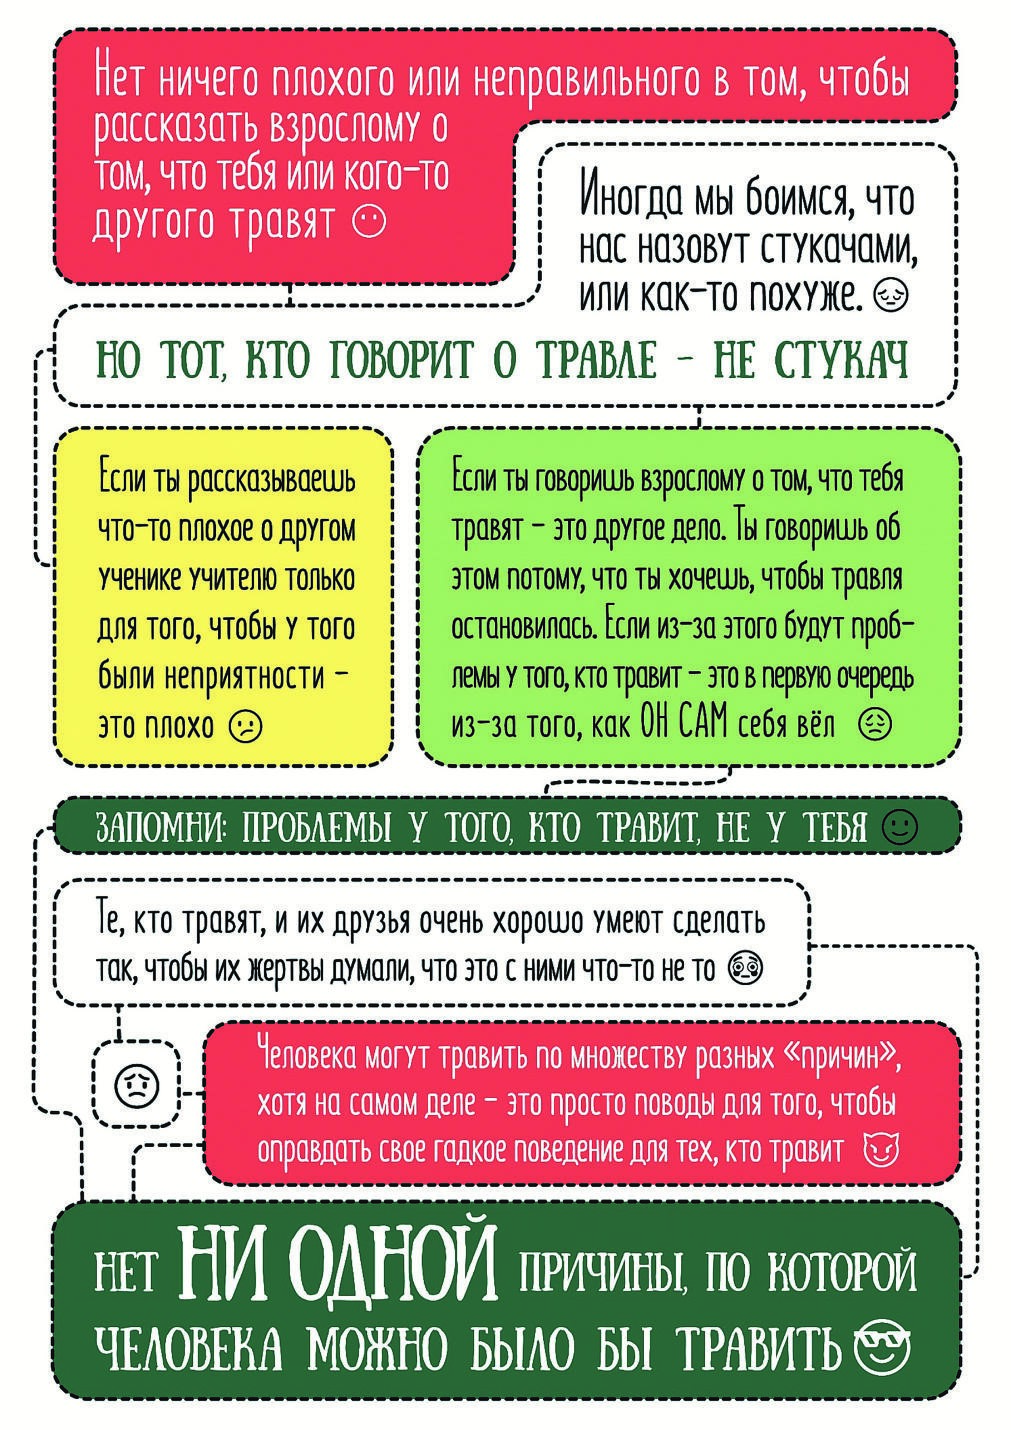 Нет ничего плохого или неправильного в том, чтобы
рассказать взрослому о
том, что тебя или кого-то
другого травят
Иногда мы боимся, что
нас назовут стукачами,
или как-то похуже.
НО ТОТ, КТО ГОВОРИТ О ТРАВЛЕ - НЕ СТУКАЧ
Если ты рассказываешь
что-то плохое о другом
ученике учителю только
для того, чтобы у того
были неприятности -
это плохо
Если ты говоришь взрослому о том, что тебя
травят - это другое дело. Ты говоришь об
этом потому, что ты хочешь, чтобы травля
остановилась. Если из-за этого будут проб-
лемы у того, кто травит - это в первую очередь
из-за того, как ОН САМ себя вёл
ЗАПОМНИ: ПРОБЛЕМЫ У ТОГО, КТО ТРАВИТ, НЕ У ТЕБЯ
Те, кто травят, и их друзья очень хорошо умеют сделать
так, чтобы их жертвы думали, что это с ними что-то не то
Человека могут травить по множеству разных «причин»,
хотя на самом деле - это просто поводы для того, чтобы
оправдать свое гадкое поведение для тех, кто травит
НЕТ НИ ОДНОЙ ПРИЧИНЫ, ПО КОТОРОЙ
ЧЕЛОВЕКА МОЖНО БЫЛО БЫ ТРАВИТЬ